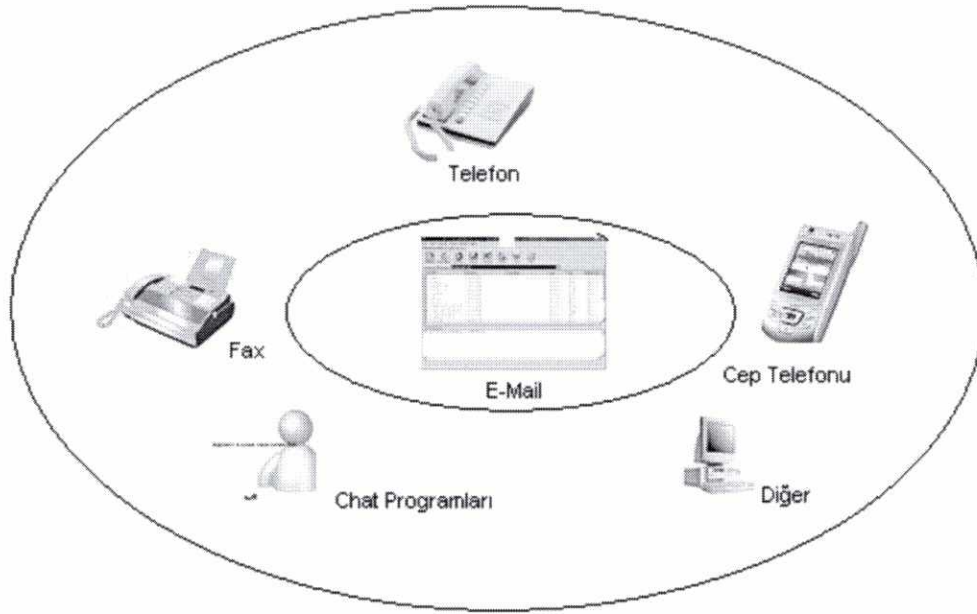 Telefon
Fax
E-Mail
Cep Telefonu
Chat Programları
Diğer